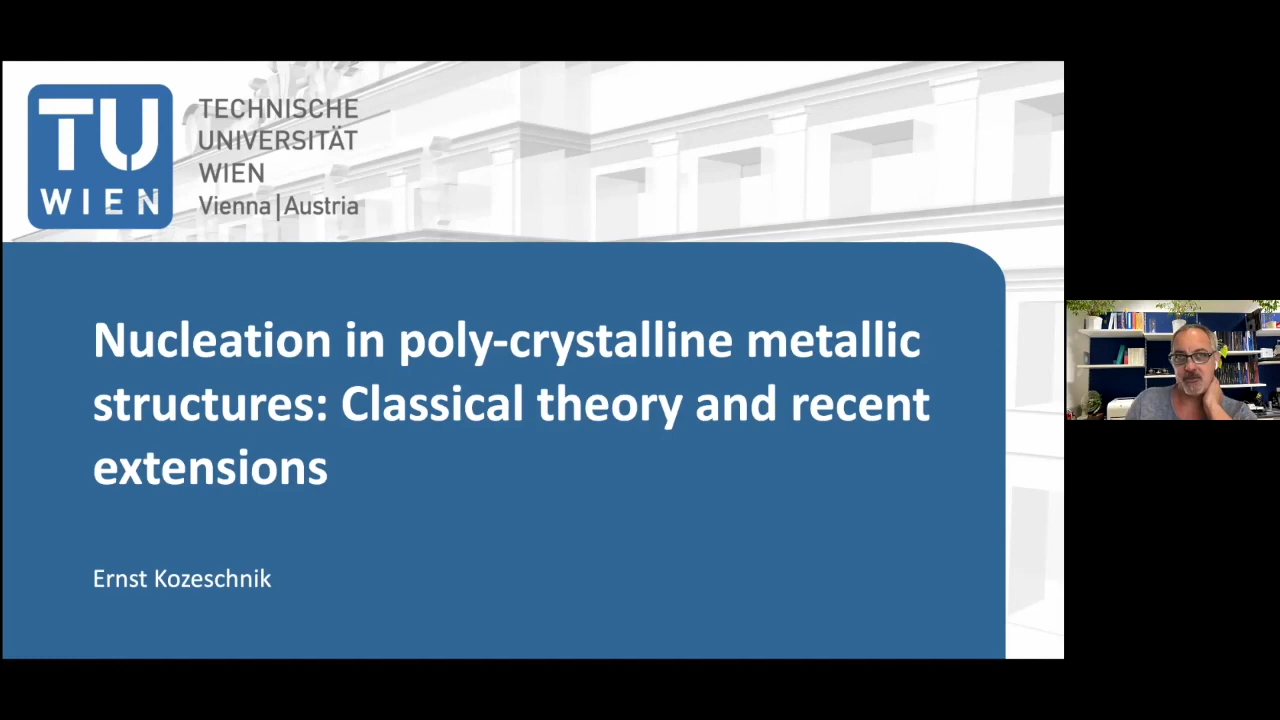 TU
WIEN
TECHNISCHE
UNIVERSITÄT
WIEN
Vienna|Austria
Nucleation in poly-crystalline metallic
structures: Classical theory and recent
extensions
Ernst Kozeschnik